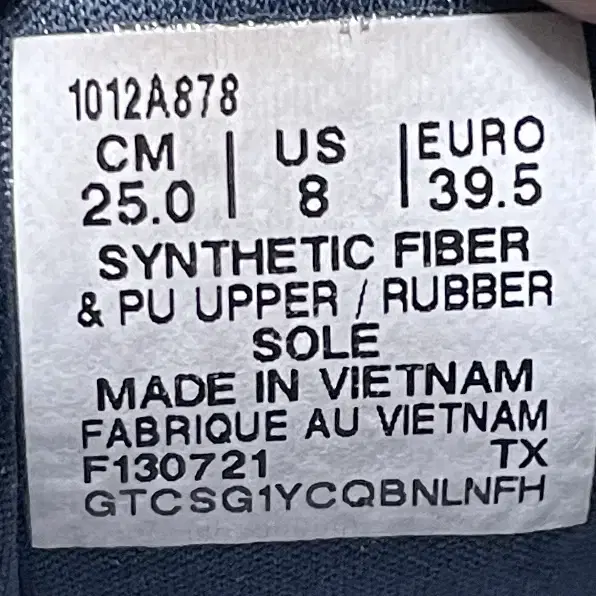 1012A878
CM | US | EURO
25.0 | 8 | 39.5
SYNTHETIC FIBER
& PU UPPER / RUBBER
SOLE
MADE IN VIETNAM
FABRIQUE AU VIETNAM
F130721 TX
GTCSG1YCQBNLNFH